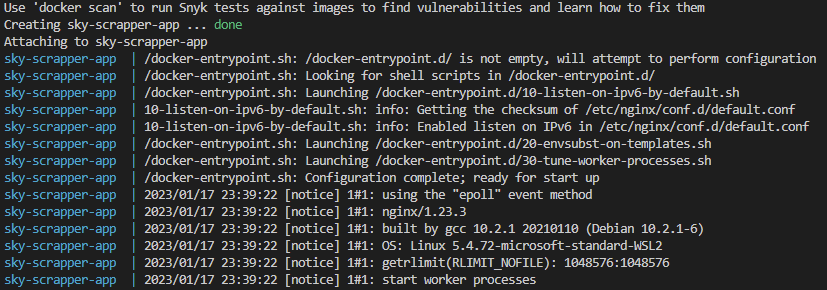 Use 'docker scan' to run Snyk tests against images to find vulnerabilities and learn how to fix them
Creating sky-scrapper-app ... done
Attaching to sky-scrapper-app
sky-scrapper-app | /docker-entrypoint.sh: /docker-entrypoint.d/ is not empty, will attempt to perform configuration
sky-scrapper-app | /docker-entrypoint.sh: Looking for shell scripts in /docker-entrypoint.d/
sky-scrapper-app | /docker-entrypoint.sh: Launching /docker-entrypoint.d/10-listen-on-ipv6-by-default.sh
sky-scrapper-app | 10-listen-on-ipv6-by-default.sh: info: Getting the checksum of /etc/nginx/conf.d/default.conf
sky-scrapper-app | 10-listen-on-ipv6-by-default.sh: info: Enabled listen on IPv6 in /etc/nginx/conf.d/default.conf
sky-scrapper-app | /docker-entrypoint.sh: Launching /docker-entrypoint.d/20-envsubst-on-templates.sh
sky-scrapper-app | /docker-entrypoint.sh: Launching /docker-entrypoint.d/30-tune-worker-processes.sh
sky-scrapper-app | /docker-entrypoint.sh: Configuration complete; ready for start up
sky-scrapper-app | 2023/01/17 23:39:22 [notice] 1#1: using the "epoll" event method
sky-scrapper-app | 2023/01/17 23:39:22 [notice] 1#1: nginx/1.23.3
sky-scrapper-app | 2023/01/17 23:39:22 [notice] 1#1: built by gcc 10.2.1 20210110 (Debian 10.2.1-6)
sky-scrapper-app | 2023/01/17 23:39:22 [notice] 1#1: OS: Linux 5.4.72-microsoft-standard-WSL2
sky-scrapper-app | 2023/01/17 23:39:22 [notice] 1#1: getrlimit(RLIMIT_NOFILE): 1048576:1048576
sky-scrapper-app | 2023/01/17 23:39:22 [notice] 1#1: start worker processes